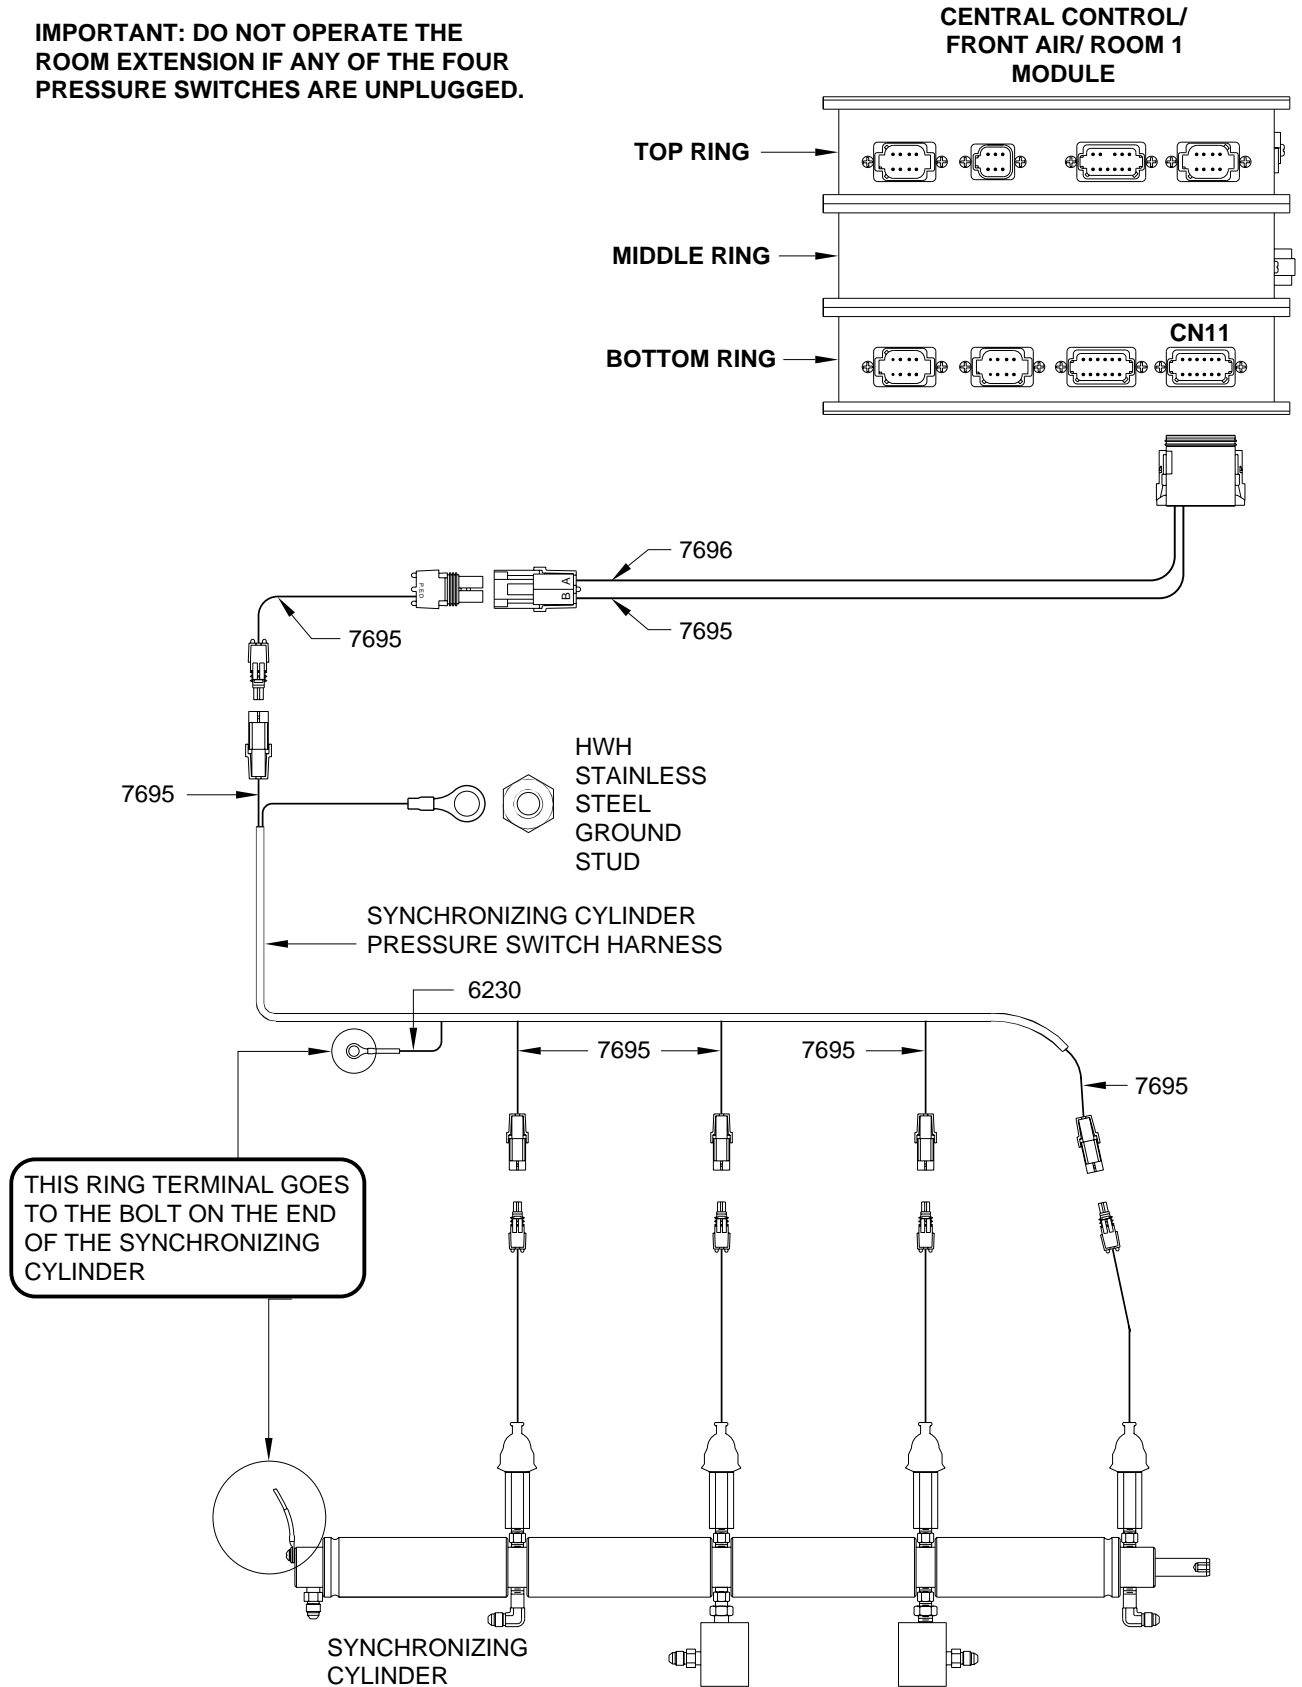 IMPORTANT: DO NOT OPERATE THE
ROOM EXTENSION IF ANY OF THE FOUR
PRESSURE SWITCHES ARE UNPLUGGED.
CENTRAL CONTROL/
FRONT AIR/ ROOM 1
MODULE
TOP RING
MIDDLE RING
BOTTOM RING
CN11
7696
A
B
P.E.D
7695
7695
7695
HWH
STAINLESS
STEEL
GROUND
STUD
SYNCHRONIZING CYLINDER
PRESSURE SWITCH HARNESS
6230
7695
7695
7695
THIS RING TERMINAL GOES
TO THE BOLT ON THE END
OF THE SYNCHRONIZING
CYLINDER
SYNCHRONIZING
CYLINDER